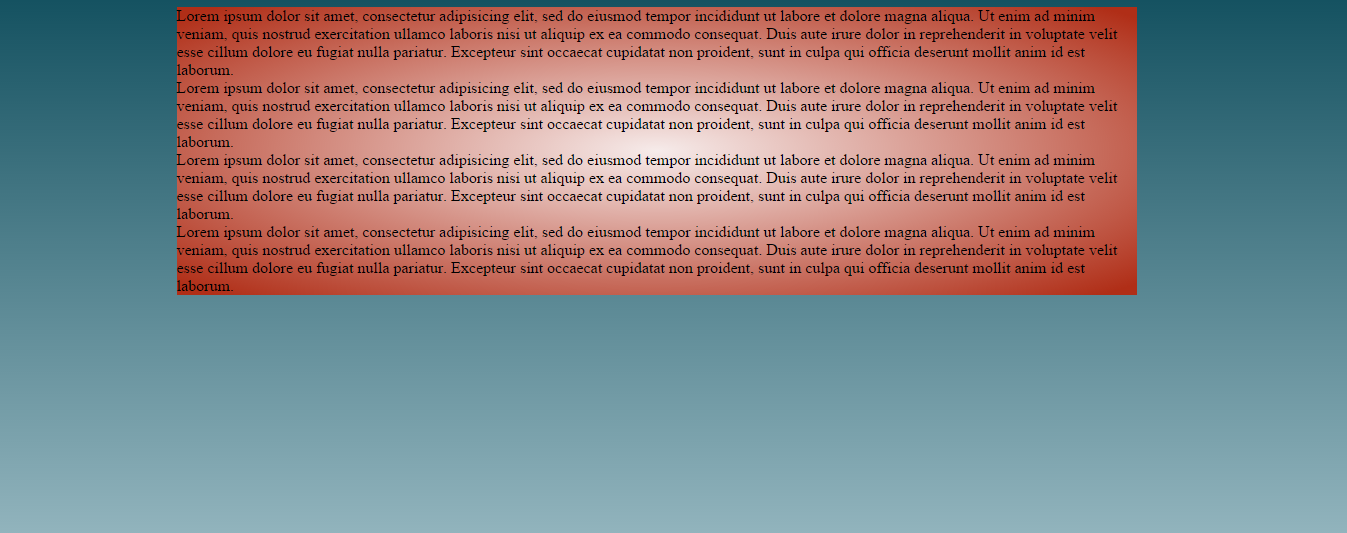 Lorem ipsum dolor sit amet, consectetur adipisicing elit, sed do eiusmod tempor incididunt ut labore et dolore magna aliqua. Ut enim ad minim
veniam, quis nostrud exercitation ullamco laboris nisi ut aliquip ex ea commodo consequat. Duis aute irure dolor in reprehenderit in voluptate velit
esse cillum dolore eu fugiat nulla pariatur. Excepteur sint occaecat cupidatat non proident, sunt in culpa qui officia deserunt mollit anim id est
laborum.
Lorem ipsum dolor sit amet, consectetur adipisicing elit, sed do eiusmod tempor incididunt ut labore et dolore magna aliqua. Ut enim ad minim
veniam, quis nostrud exercitation ullamco laboris nisi ut aliquip ex ea commodo consequat. Duis aute irure dolor in reprehenderit in voluptate velit
esse cillum dolore eu fugiat nulla pariatur. Excepteur sint occaecat cupidatat non proident, sunt in culpa qui officia deserunt mollit anim id est
laborum.
Lorem ipsum dolor sit amet, consectetur adipisicing elit, sed do eiusmod tempor incididunt ut labore et dolore magna aliqua. Ut enim ad minim
veniam, quis nostrud exercitation ullamco laboris nisi ut aliquip ex ea commodo consequat. Duis aute irure dolor in reprehenderit in voluptate velit
esse cillum dolore eu fugiat nulla pariatur. Excepteur sint occaecat cupidatat non proident, sunt in culpa qui officia deserunt mollit anim id est
laborum.
Lorem ipsum dolor sit amet, consectetur adipisicing elit, sed do eiusmod tempor incididunt ut labore et dolore magna aliqua. Ut enim ad minim
veniam, quis nostrud exercitation ullamco laboris nisi ut aliquip ex ea commodo consequat. Duis aute irure dolor in reprehenderit in voluptate velit
esse cillum dolore eu fugiat nulla pariatur. Excepteur sint occaecat cupidatat non proident, sunt in culpa qui officia deserunt mollit anim id est
laborum.